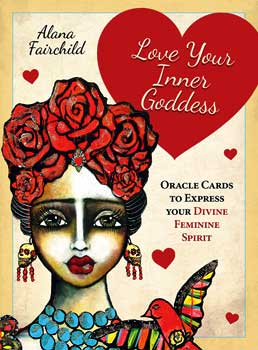 Alana
Fairchild
Love Your
Inner
Goddess
Oracle Cards
to Express
your Divine
Feminine
Spirit